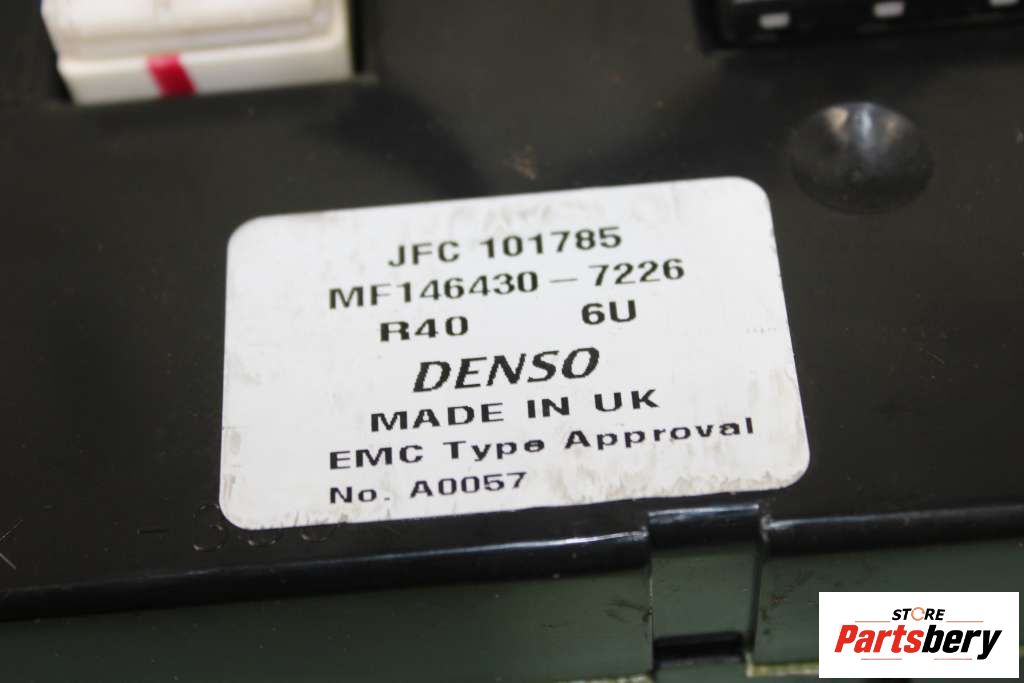 JFC 101785
MF146430-7226
R40 6U
DENSO
MADE IN UK
EMC Type Approval
No. A0057
STORE
Partsbery